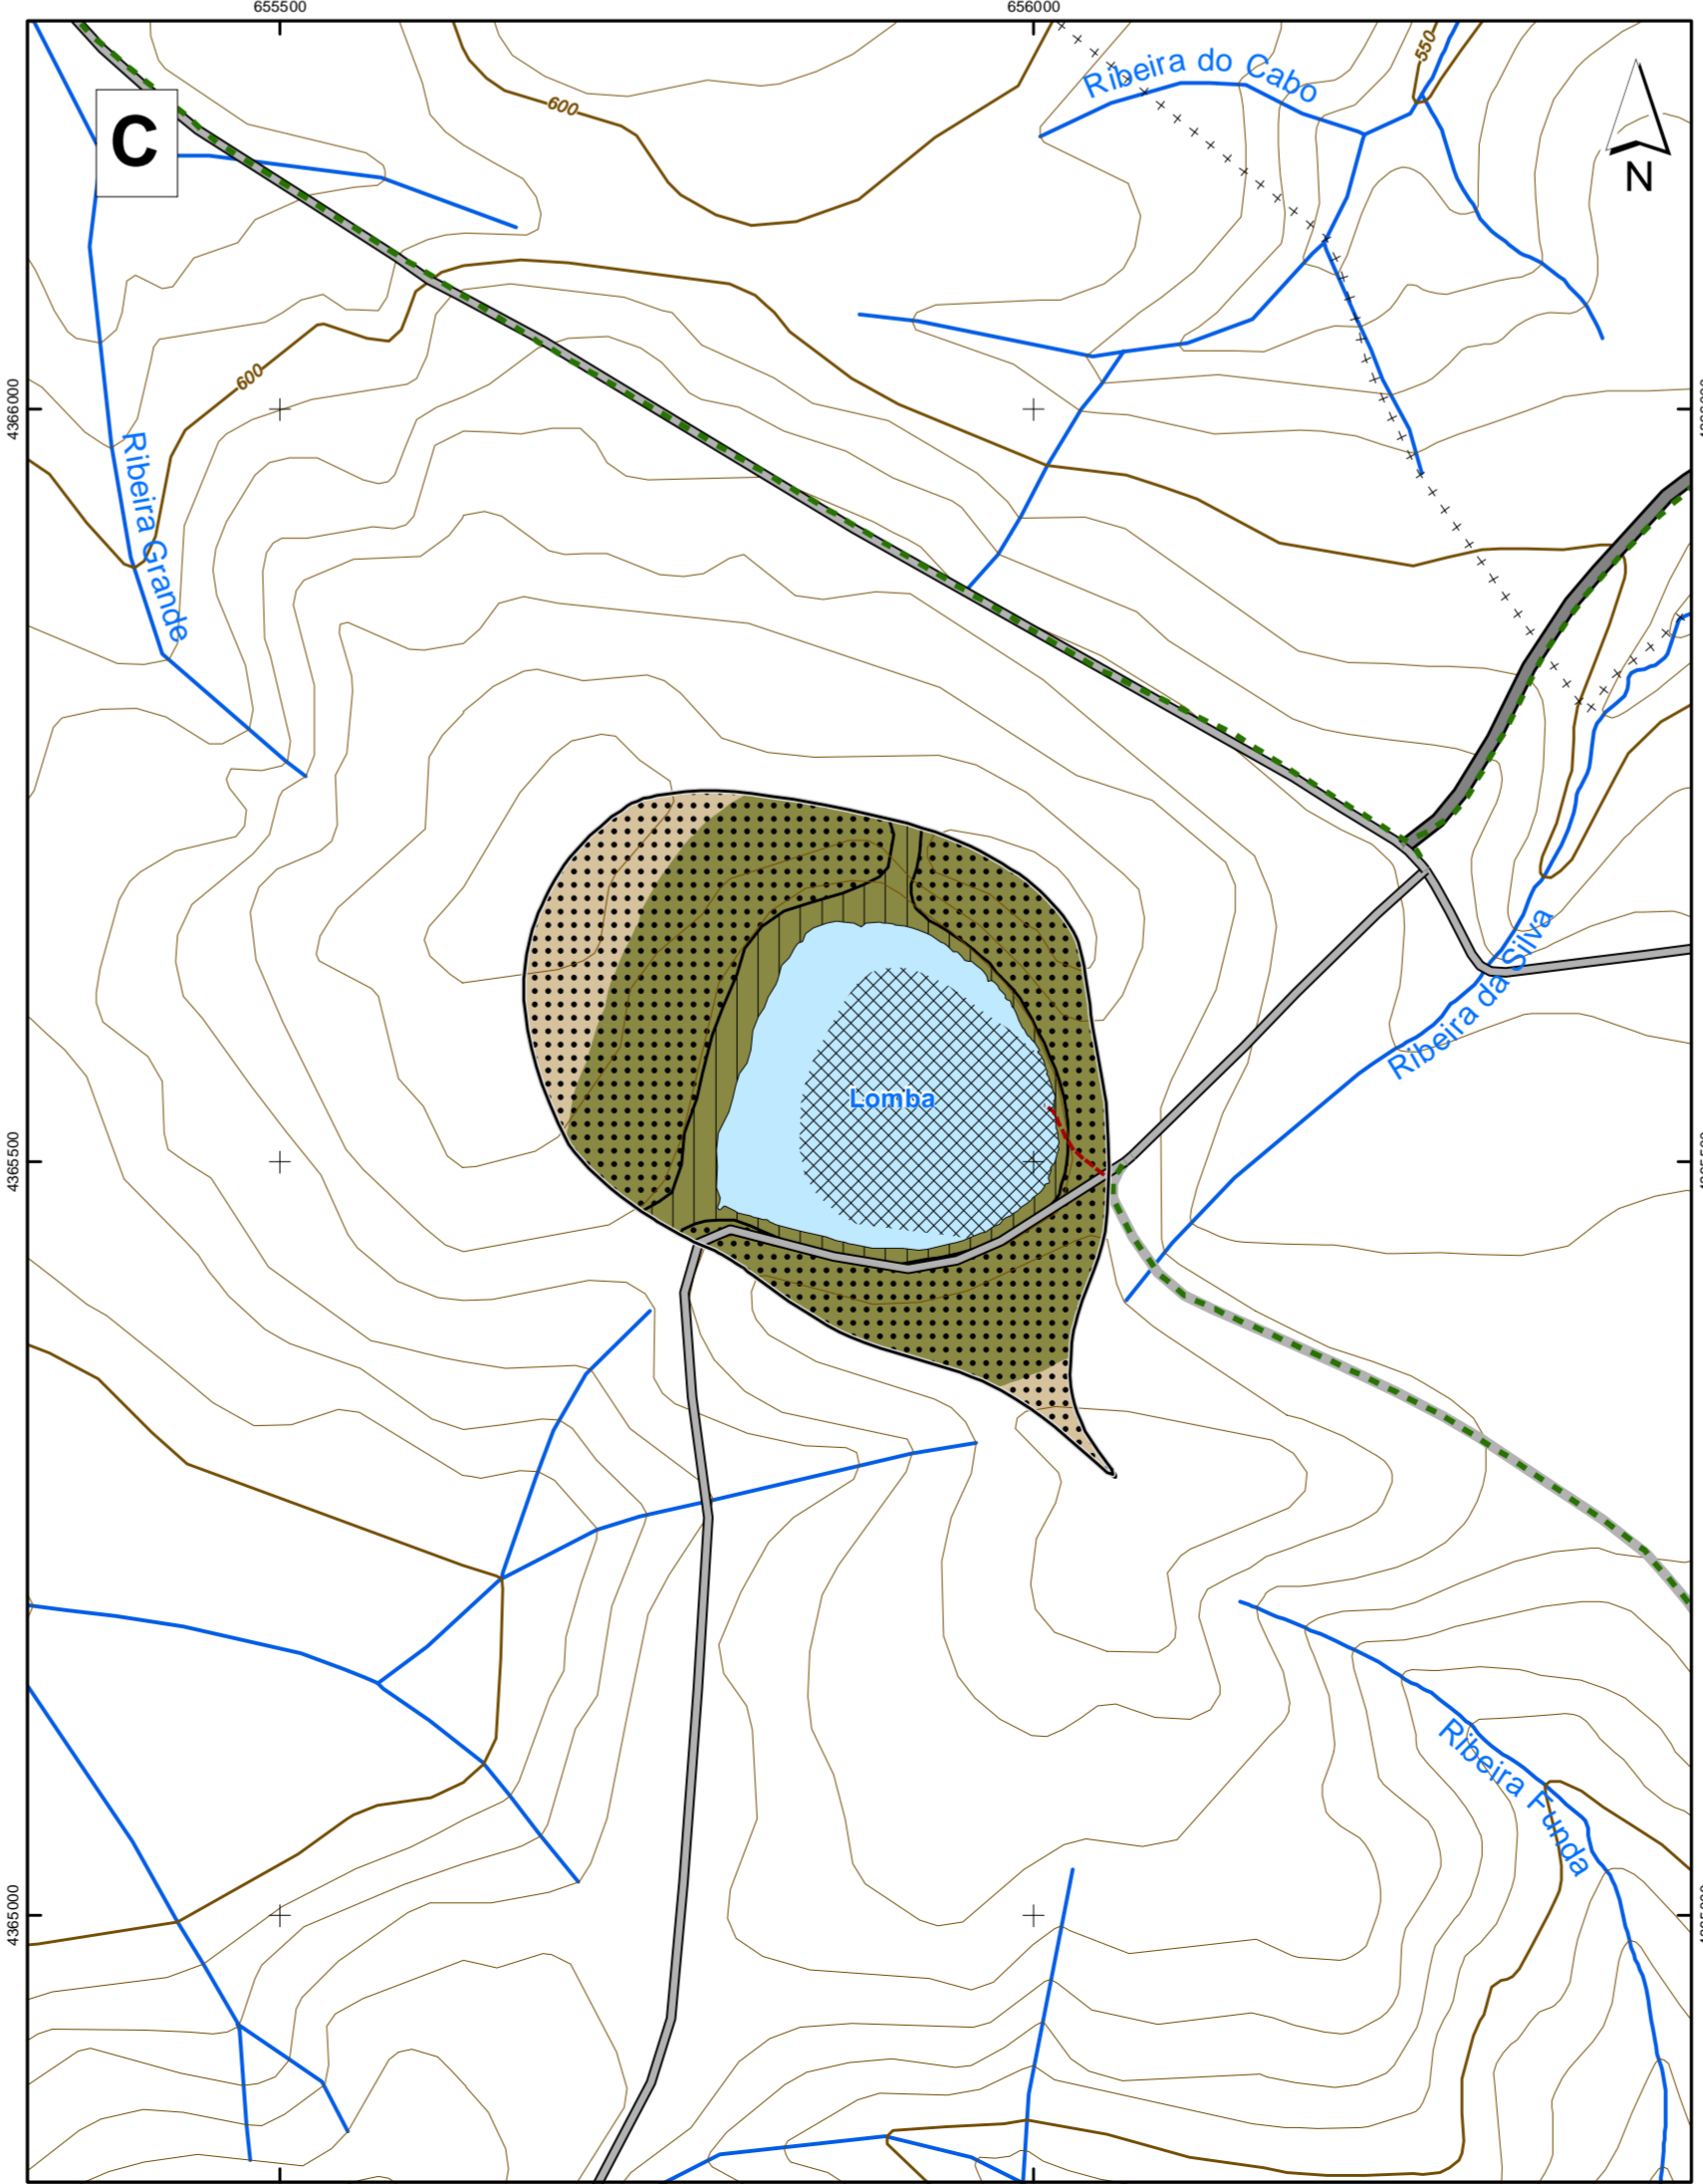 655500 656000
C
Ribeira do Cabo
550
N
600
600
4366000
Ribeira Grande
Ribeira da Silva
Lomba
4365500
Ribeira Funda
4365000